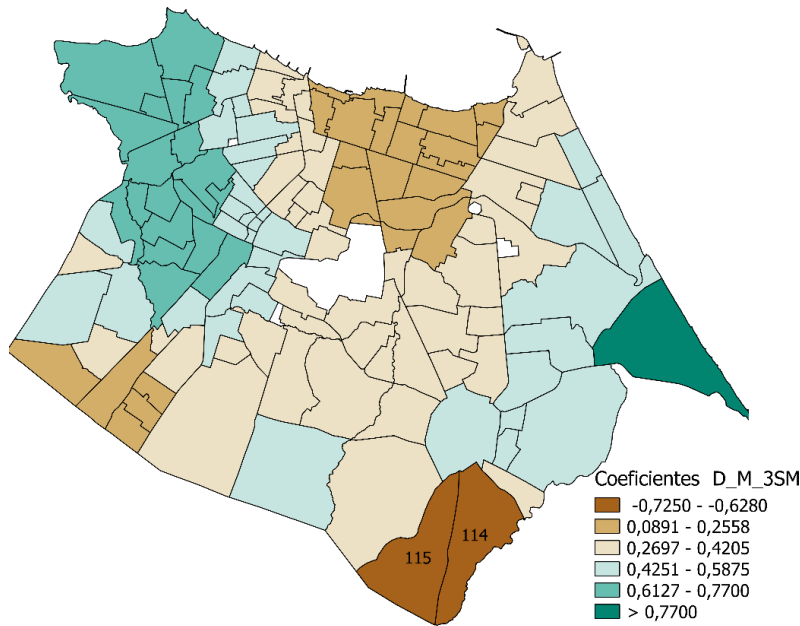 114
115
Coeficientes D_M_3SM
-0,7250 - -0,6280
0,0891 - 0,2558
0,2697 - 0,4205
0,4251 - 0,5875
0,6127 - 0,7700
> 0,7700